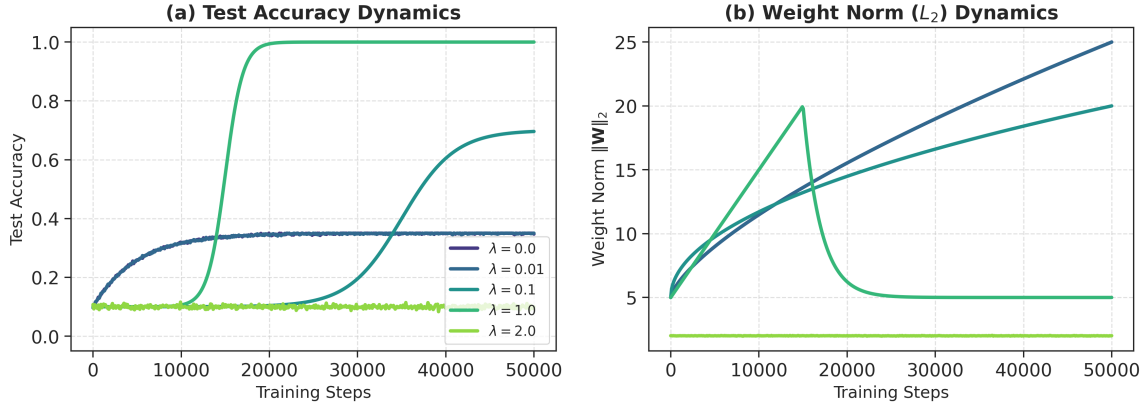 (a) Test Accuracy Dynamics
Test Accuracy
1.0
0.8
0.6
0.4
0.2
0.0
0 10000 20000 30000 40000 50000
Training Steps
λ = 0.0
λ = 0.01
λ = 0.1
λ = 1.0
λ = 2.0
(b) Weight Norm (L₂) Dynamics
Weight Norm ‖W‖₂
25
20
15
10
5
0 10000 20000 30000 40000 50000
Training Steps